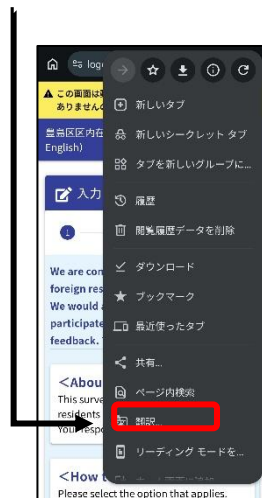 logo
この画面は
ありません
豊島区区内在
English)
入力
1
We are con
foreign res
We would a
participate
feedback.
<Abou
This surve
residents
Your respo
<How t
Please select the option that applies.
新しいタブ
新しいシークレット タブ
タブを新しいグループに...
履歴
閲覧履歴データを削除
ダウンロード
ブックマーク
最近使ったタブ
共有...
ページ内検索
翻訳...
リーディング モードを...